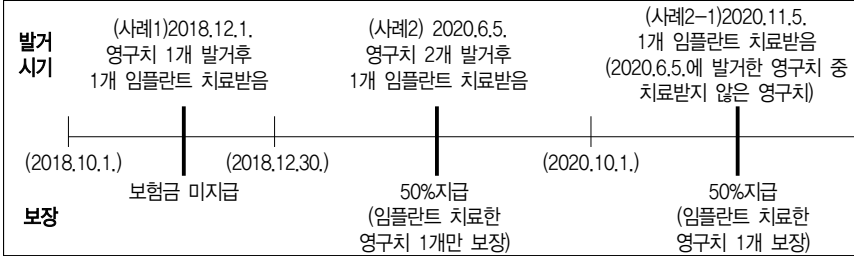 발거
시기
(사례1)2018.12.1.
영구치 1개 발거후
1개 임플란트 치료받음
(사례2) 2020.6.5.
영구치 2개 발거후
1개 임플란트 치료받음
(사례2-1)2020.11.5.
1개 임플란트 치료받음
(2020.6.5.에 발거한 영구치 중
치료받지 않은 영구치)
(2018.10.1.)
(2018.12.30.)
(2020.10.1.)
보장
보험금 미지급
50%지급
(임플란트 치료한
영구치 1개만 보장)
50%지급
(임플란트 치료한
영구치 1개 보장)